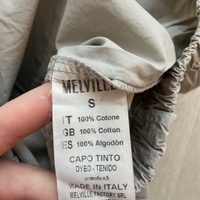 MELVILLE
S
IT 100% Cotone
GB 100% Cotton
ES 100% Algodón
CAPO TINTO
DYED - TENIDO
MADE IN ITALY
MELVILLE FACTORY SRL